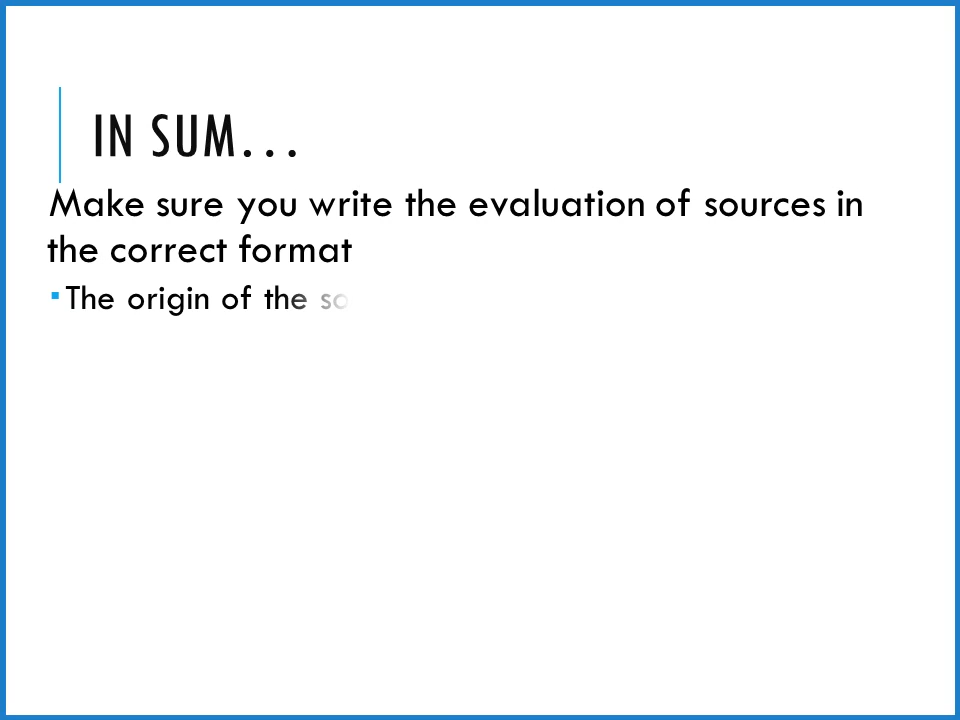 IN SUM...
Make sure you write the evaluation of sources in
the correct format
▪ The origin of the